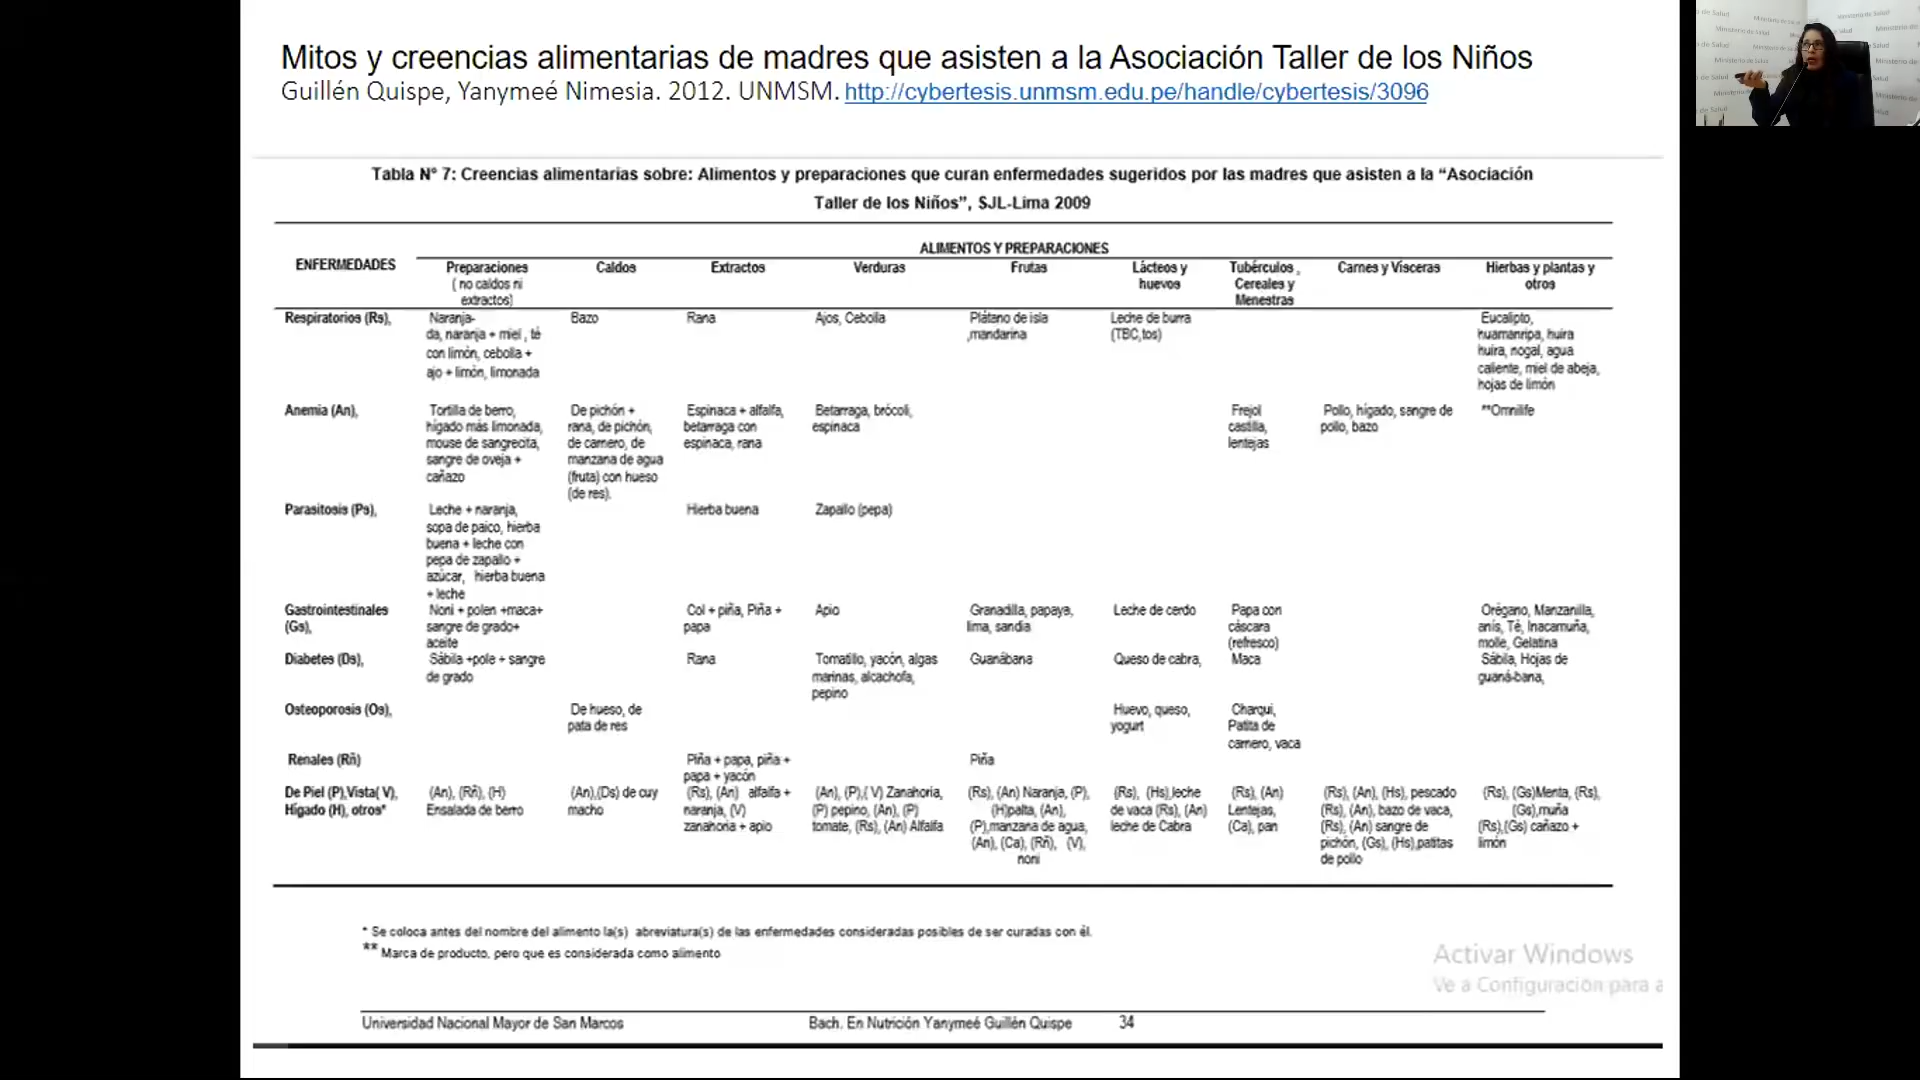 Mitos y creencias alimentarias de madres que asisten a la Asociación Taller de los Niños
Guillén Quispe, Yanymeé Nimesia. 2012. UNMSM. http://cybertesis.unmsm.edu.pe/handle/cybertesis/3096
Tabla N° 7: Creencias alimentarias sobre: Alimentos y preparaciones que curan enfermedades sugeridos por las madres que asisten a la “Asociación
Taller de los Niños”, SJL-Lima 2009
ENFERMEDADES
ALIMENTOS Y PREPARACIONES
Preparaciones
( no caldos ni
extractos)
Caldos
Extractos
Verduras
Frutas
Lácteos y
huevos
Tubérculos ,
Cereales y
Menestras
Carnes y Vísceras
Hierbas y plantas y
otros
Respiratorios (Rs),
Naranja-
da, naranja + miel , té
con limón, cebolla +
ajo + limón, limonada
Bazo
Rana
Ajos, Cebolla
Plátano de isla
,mandarina
Leche de burra
(TBC,tos)
Eucalipto,
huamanripa, huira
huira, nogal, agua
caliente, miel de abeja,
hojas de limón
Anemia (An),
Tortilla de berro,
hígado más limonada,
mouse de sangrecita,
sangre de oveja +
cañazo
De pichón +
rana, de pichón,
de carnero, de
manzana de agua
(fruta) con hueso
(de res).
Espinaca + alfalfa,
betarraga con
espinaca, rana
Betarraga, brócoli,
espinaca
Frejol
castilla,
lentejas
Pollo, hígado, sangre de
pollo, bazo
**Omnilife
Parasitosis (Ps),
Leche + naranja,
sopa de paico, hierba
buena + leche con
pepa de zapallo +
azúcar, hierba buena
+ leche
Hierba buena
Zapallo (pepa)
Gastrointestinales
(Gs),
Noni + polen +maca+
sangre de grado+
aceite
Col + piña, Piña +
papa
Apio
Granadilla, papaya,
lima, sandia
Leche de cerdo
Papa con
cáscara
(refresco)
Orégano, Manzanilla,
anís, Té, Inacamuña,
molle, Gelatina
Diabetes (Ds),
Sábila +pole + sangre
de grado
Rana
Tomatillo, yacón, algas
marinas, alcachofa,
pepino
Guanábana
Queso de cabra,
Maca
Sábila, Hojas de
guaná-bana,
Osteoporosis (Os),
De hueso, de
pata de res
Huevo, queso,
yogurt
Charqui,
Patita de
carnero, vaca
Renales (Rñ)
Piña + papa, piña +
papa + yacón
Piña
De Piel (P),Vista( V),
Hígado (H), otros*
(An), (Rñ), (H)
Ensalada de berro
(An),(Ds) de cuy
macho
(Rs), (An) alfalfa +
naranja, (V)
zanahoria + apio
(An), (P),( V) Zanahoria,
(P) pepino, (An), (P)
tomate, (Rs), (An) Alfalfa
(Rs), (An) Naranja, (P),
(H)palta, (An),
(P),manzana de agua,
(An), (Ca), (Rñ), (V),
noni
(Rs), (Hs),leche
de vaca (Rs), (An)
leche de Cabra
(Rs), (An)
Lentejas,
(Ca), pan
(Rs), (An), (Hs), pescado
(Rs), (An), bazo de vaca,
(Rs), (An) sangre de
pichón, (Gs), (Hs),patitas
de pollo
(Rs), (Gs)Menta, (Rs),
(Gs),muña
(Rs),(Gs) cañazo +
limón
* Se coloca antes del nombre del alimento la(s) abreviatura(s) de las enfermedades consideradas posibles de ser curadas con él.
** Marca de producto, pero que es considerada como alimento
Activar Windows
Ve a Configuración para a
Universidad Nacional Mayor de San Marcos
Bach. En Nutrición Yanymeé Guillén Quispe
34